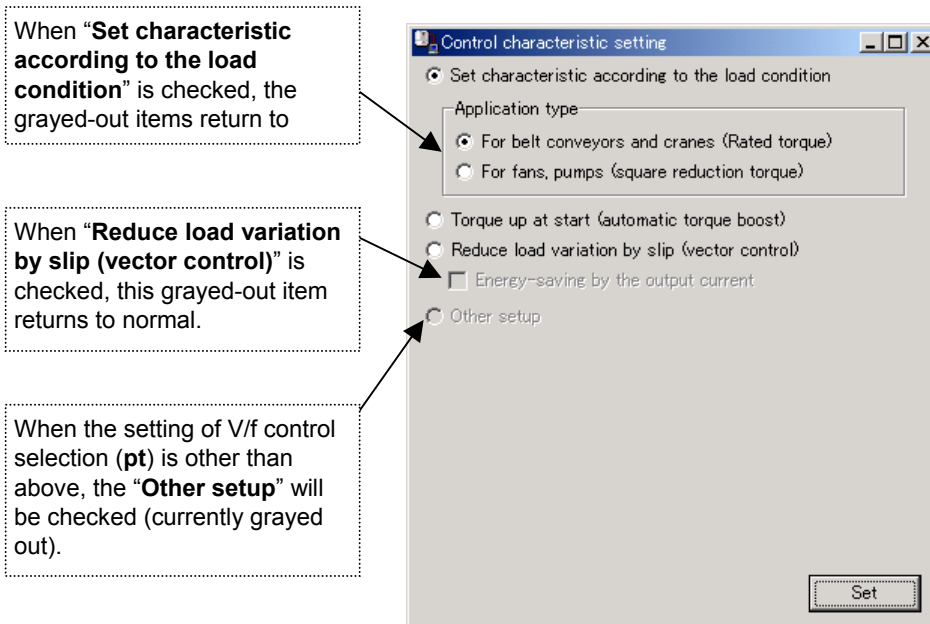 When “Set characteristic
according to the load
condition” is checked, the
grayed-out items return to
When “Reduce load variation
by slip (vector control)” is
checked, this grayed-out item
returns to normal.
When the setting of V/f control
selection (pt) is other than
above, the “Other setup” will
be checked (currently grayed
out).
Control characteristic setting
Set characteristic according to the load condition
Application type
For belt conveyors and cranes (Rated torque)
For fans, pumps (square reduction torque)
Torque up at start (automatic torque boost)
Reduce load variation by slip (vector control)
Energy-saving by the output current
Other setup
Set